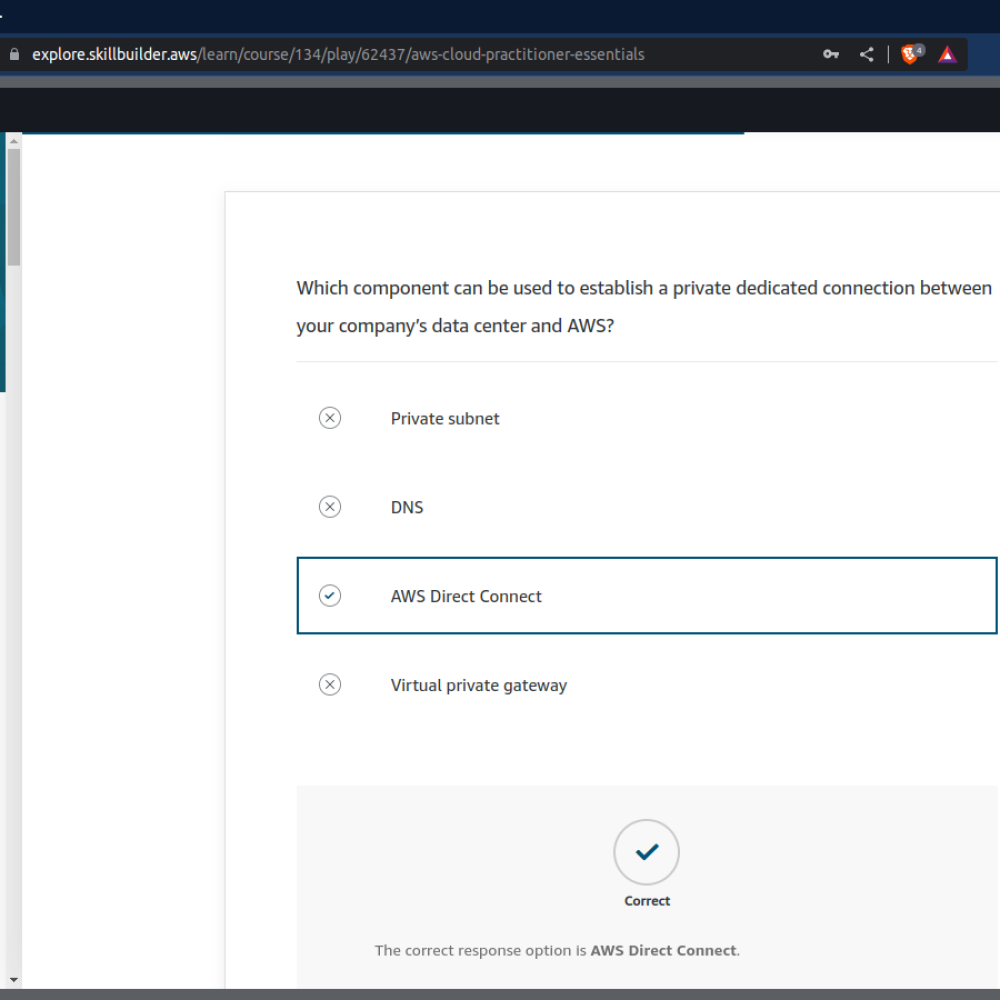 explore.skillbuilder.aws/learn/course/134/play/62437/aws-cloud-practitioner-essentials
4
Which component can be used to establish a private dedicated connection between
your company’s data center and AWS?
Private subnet
DNS
AWS Direct Connect
Virtual private gateway
Correct
The correct response option is AWS Direct Connect.